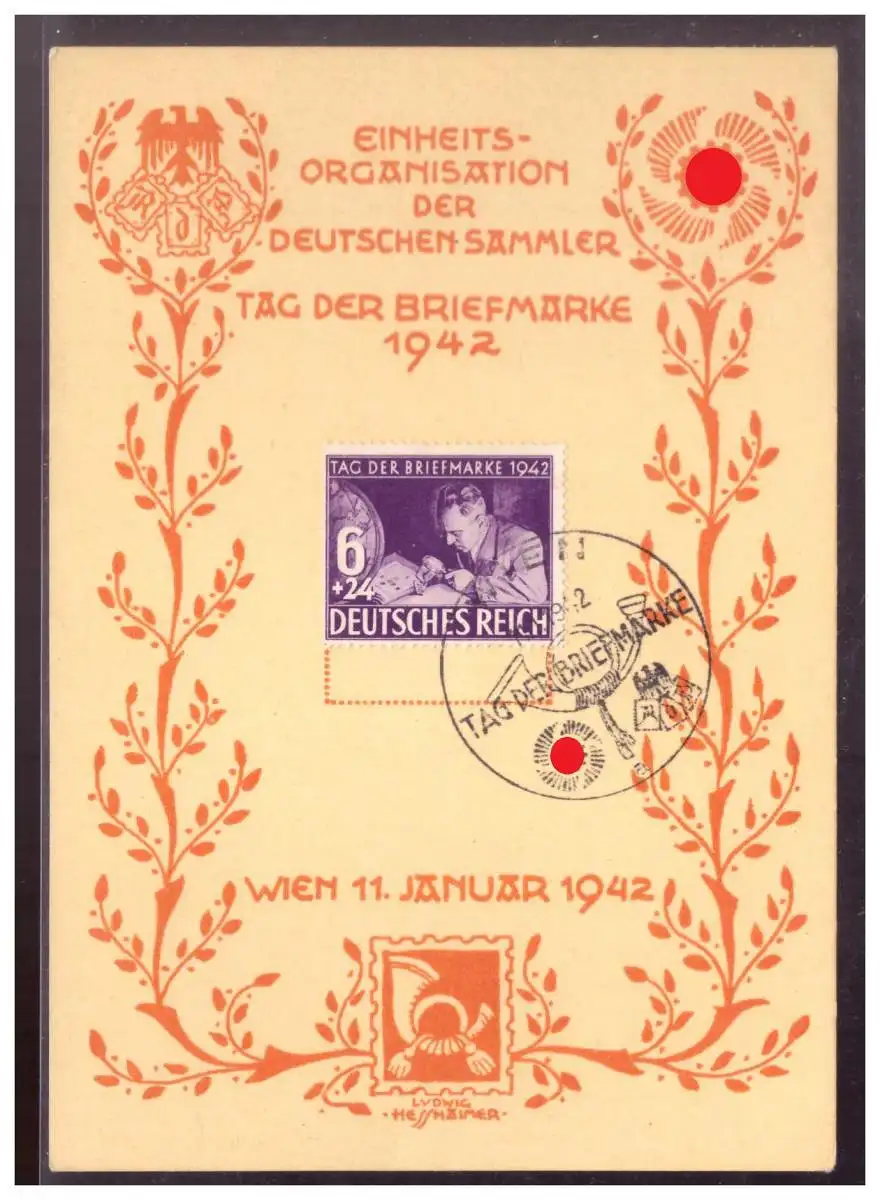 EINHEITS-
ORGANISATION
DER
DEUTSCHEN SAMMLER
TAG DER BRIEFMARKE
1942
TAG DER BRIEFMARKE 1942
6
+24
DEUTSCHES REICH
TAG DER BRIEFMARKE
WIEN 11. JANUAR 1942
LUDWIG
HESSHAIMER